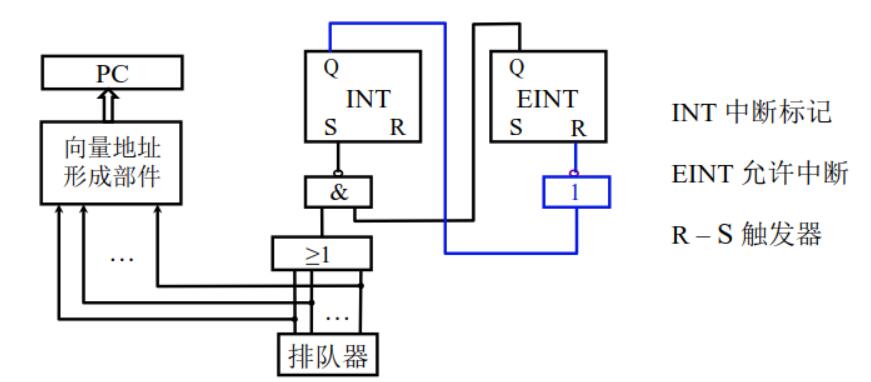 PC
向量地址
形成部件
…
Q
INT
S R
&
≥1
…
排队器
Q
EINT
S R
1
INT 中断标记
EINT 允许中断
R – S 触发器